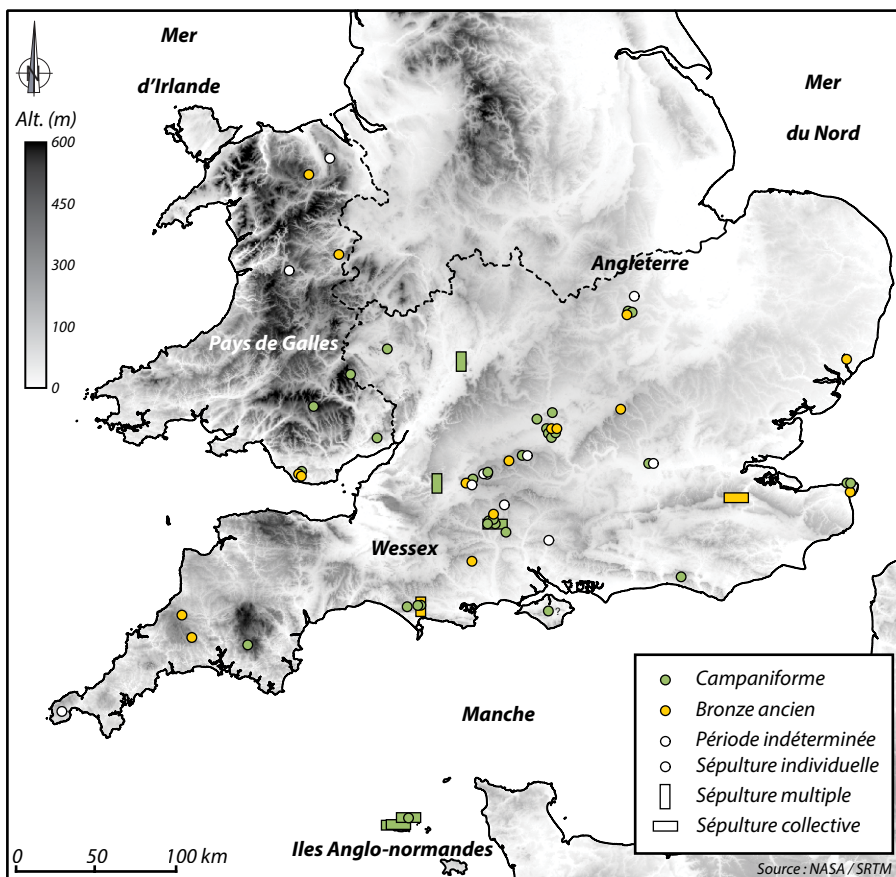 Mer
d'Irlande
Mer
du Nord
N
Alt. (m)
600
450
300
100
0
Angleterre
Pays de Galles
Wessex
?
Manche
Iles Anglo-normandes
0 50 100 km
Campaniforme
Bronze ancien
Période indéterminée
Sépulture individuelle
Sépulture multiple
Sépulture collective
Source : NASA / SRTM